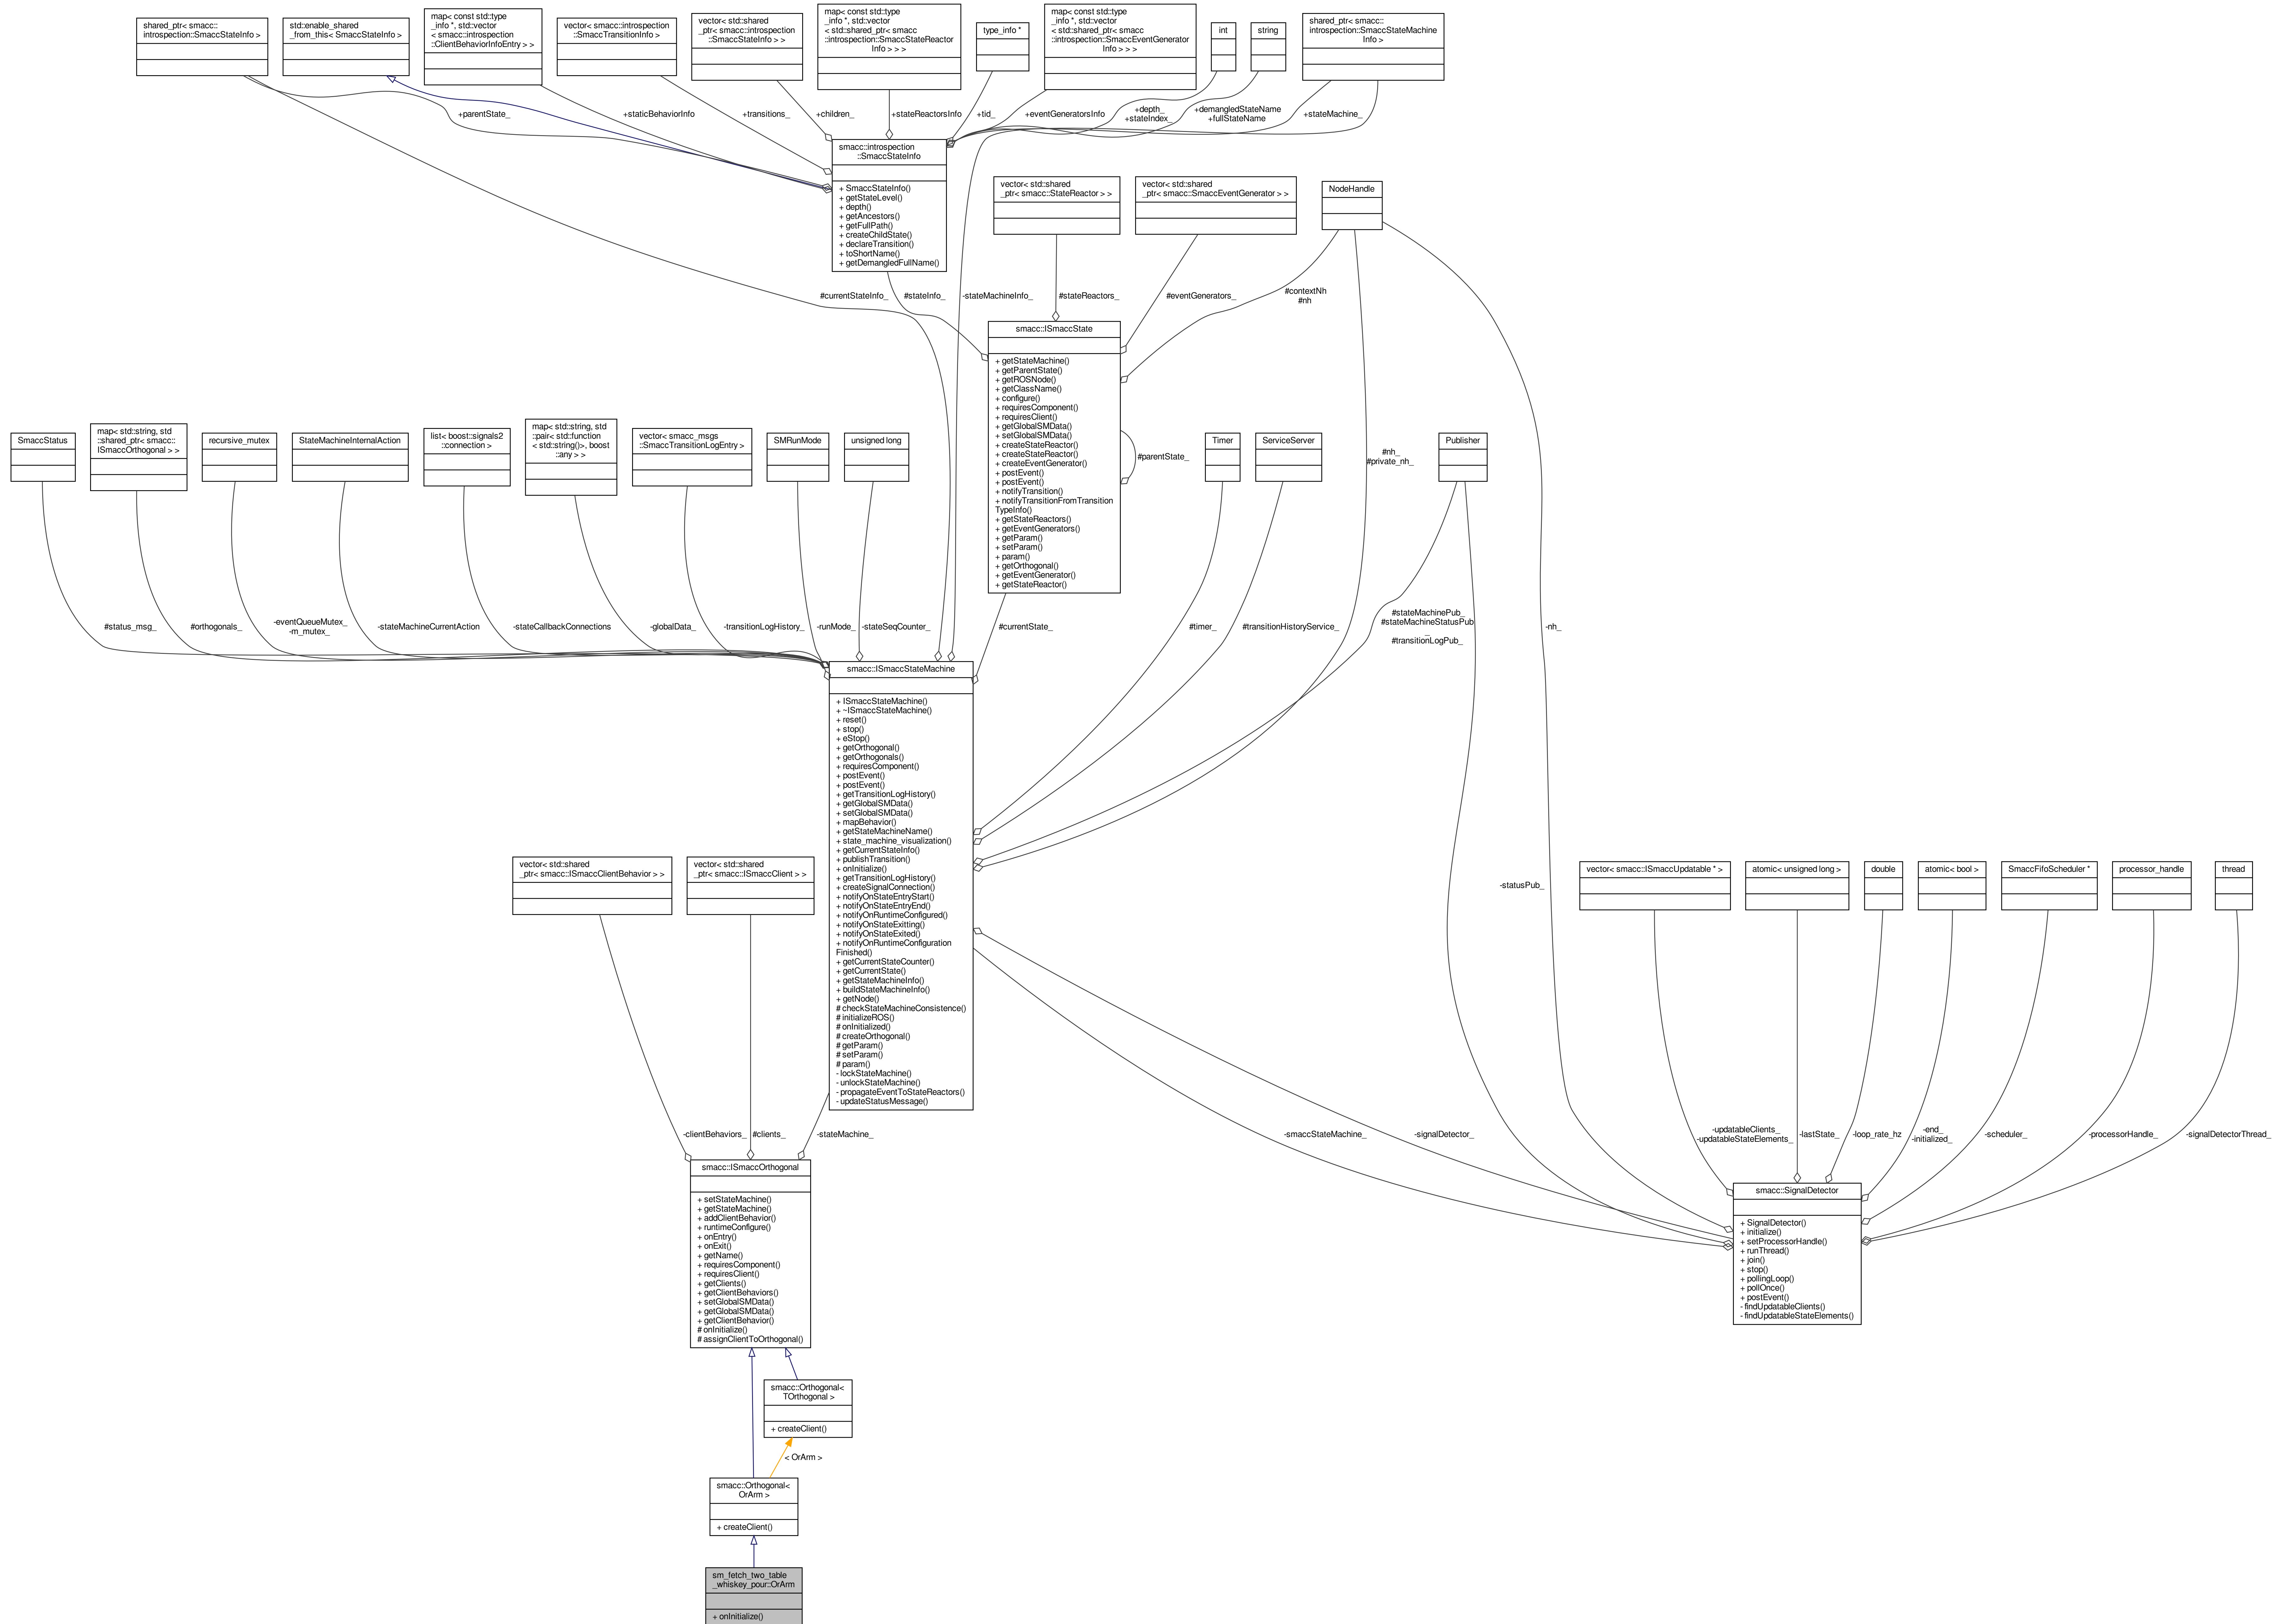 shared_ptr< smacc::
introspection::SmaccStateInfo >
std::enable_shared
_from_this< SmaccStateInfo >
map< const std::type
_info *, std::vector
< smacc::introspection
::ClientBehaviorInfoEntry > >
vector< smacc::introspection
::SmaccTransitionInfo >
vector< std::shared
_ptr< smacc::introspection
::SmaccStateInfo > >
map< const std::type
_info *, std::vector
< std::shared_ptr< smacc
::introspection::SmaccStateReactor
Info > > >
type_info *
map< const std::type
_info *, std::vector
< std::shared_ptr< smacc
::introspection::SmaccEventGenerator
Info > > >
int
string
shared_ptr< smacc::
introspection::SmaccStateMachine
Info >
+parentState_
+staticBehaviorInfo
+transitions_
+children_
+stateReactorsInfo
+tid_
+eventGeneratorsInfo
+depth_
+stateIndex_
+demangledStateName
+fullStateName
+stateMachine_
smacc::introspection
::SmaccStateInfo
+ SmaccStateInfo()
+ getStateLevel()
+ depth()
+ getAncestors()
+ getFullPath()
+ createChildState()
+ declareTransition()
+ toShortName()
+ getDemangledFullName()
vector< std::shared
_ptr< smacc::StateReactor > >
vector< std::shared
_ptr< smacc::SmaccEventGenerator > >
NodeHandle
#currentStateInfo_
#stateInfo_
-stateMachineInfo_
#stateReactors_
#eventGenerators_
#contextNh
#nh
smacc::ISmaccState
+ getStateMachine()
+ getParentState()
+ getROSNode()
+ getClassName()
+ configure()
+ requiresComponent()
+ requiresClient()
+ getGlobalSMData()
+ setGlobalSMData()
+ createStateReactor()
+ createStateReactor()
+ createEventGenerator()
+ postEvent()
+ postEvent()
+ notifyTransition()
+ notifyTransitionFromTransition
TypeInfo()
+ getStateReactors()
+ getEventGenerators()
+ getParam()
+ setParam()
+ param()
+ getOrthogonal()
+ getEventGenerator()
+ getStateReactor()
#parentState_
SmaccStatus
map< std::string, std
::shared_ptr< smacc::
ISmaccOrthogonal > >
recursive_mutex
StateMachineInternalAction
list< boost::signals2
::connection >
map< std::string, std
::pair< std::function
< std::string()>, boost
::any > >
vector< smacc_msgs
::SmaccTransitionLogEntry >
SMRunMode
unsigned long
Timer
ServiceServer
Publisher
#nh_
#private_nh_
#status_msg_
#orthogonals_
-eventQueueMutex_
-m_mutex_
-stateMachineCurrentAction
-stateCallbackConnections
-globalData_
-transitionLogHistory_
-runMode_
-stateSeqCounter_
#currentState_
#timer_
#transitionHistoryService_
#stateMachinePub_
#stateMachineStatusPub
_
#transitionLogPub_
-nh_
smacc::ISmaccStateMachine
+ ISmaccStateMachine()
+ ~ISmaccStateMachine()
+ reset()
+ stop()
+ eStop()
+ getOrthogonal()
+ getOrthogonals()
+ requiresComponent()
+ postEvent()
+ postEvent()
+ getTransitionLogHistory()
+ getGlobalSMData()
+ setGlobalSMData()
+ mapBehavior()
+ getStateMachineName()
+ state_machine_visualization()
+ getCurrentStateInfo()
+ publishTransition()
+ onInitialize()
+ getTransitionLogHistory()
+ createSignalConnection()
+ notifyOnStateEntryStart()
+ notifyOnStateEntryEnd()
+ notifyOnRuntimeConfigured()
+ notifyOnStateExitting()
+ notifyOnStateExited()
+ notifyOnRuntimeConfiguration
Finished()
+ getCurrentStateCounter()
+ getCurrentState()
+ getStateMachineInfo()
+ buildStateMachineInfo()
+ getNode()
# checkStateMachineConsistence()
# initializeROS()
# onInitialized()
# createOrthogonal()
# getParam()
# setParam()
# param()
- lockStateMachine()
- unlockStateMachine()
- propagateEventToStateReactors()
- updateStatusMessage()
vector< std::shared
_ptr< smacc::ISmaccClientBehavior > >
vector< std::shared
_ptr< smacc::ISmaccClient > >
-statusPub_
vector< smacc::ISmaccUpdatable * >
atomic< unsigned long >
double
atomic< bool >
SmaccFifoScheduler *
processor_handle
thread
-clientBehaviors_
#clients_
-stateMachine_
-smaccStateMachine_
-signalDetector_
-updatableClients_
-updatableStateElements_
-lastState_
-loop_rate_hz
-end_
-initialized_
-scheduler_
-processorHandle_
-signalDetectorThread_
smacc::ISmaccOrthogonal
+ setStateMachine()
+ getStateMachine()
+ addClientBehavior()
+ runtimeConfigure()
+ onEntry()
+ onExit()
+ getName()
+ requiresComponent()
+ requiresClient()
+ getClients()
+ getClientBehaviors()
+ setGlobalSMData()
+ getGlobalSMData()
+ getClientBehavior()
# onInitialize()
# assignClientToOrthogonal()
smacc::SignalDetector
+ SignalDetector()
+ initialize()
+ setProcessorHandle()
+ runThread()
+ join()
+ stop()
+ pollingLoop()
+ pollOnce()
+ postEvent()
- findUpdatableClients()
- findUpdatableStateElements()
smacc::Orthogonal<
TOrthogonal >
+ createClient()
< OrArm >
smacc::Orthogonal<
OrArm >
+ createClient()
sm_fetch_two_table
_whiskey_pour::OrArm
+ onInitialize()